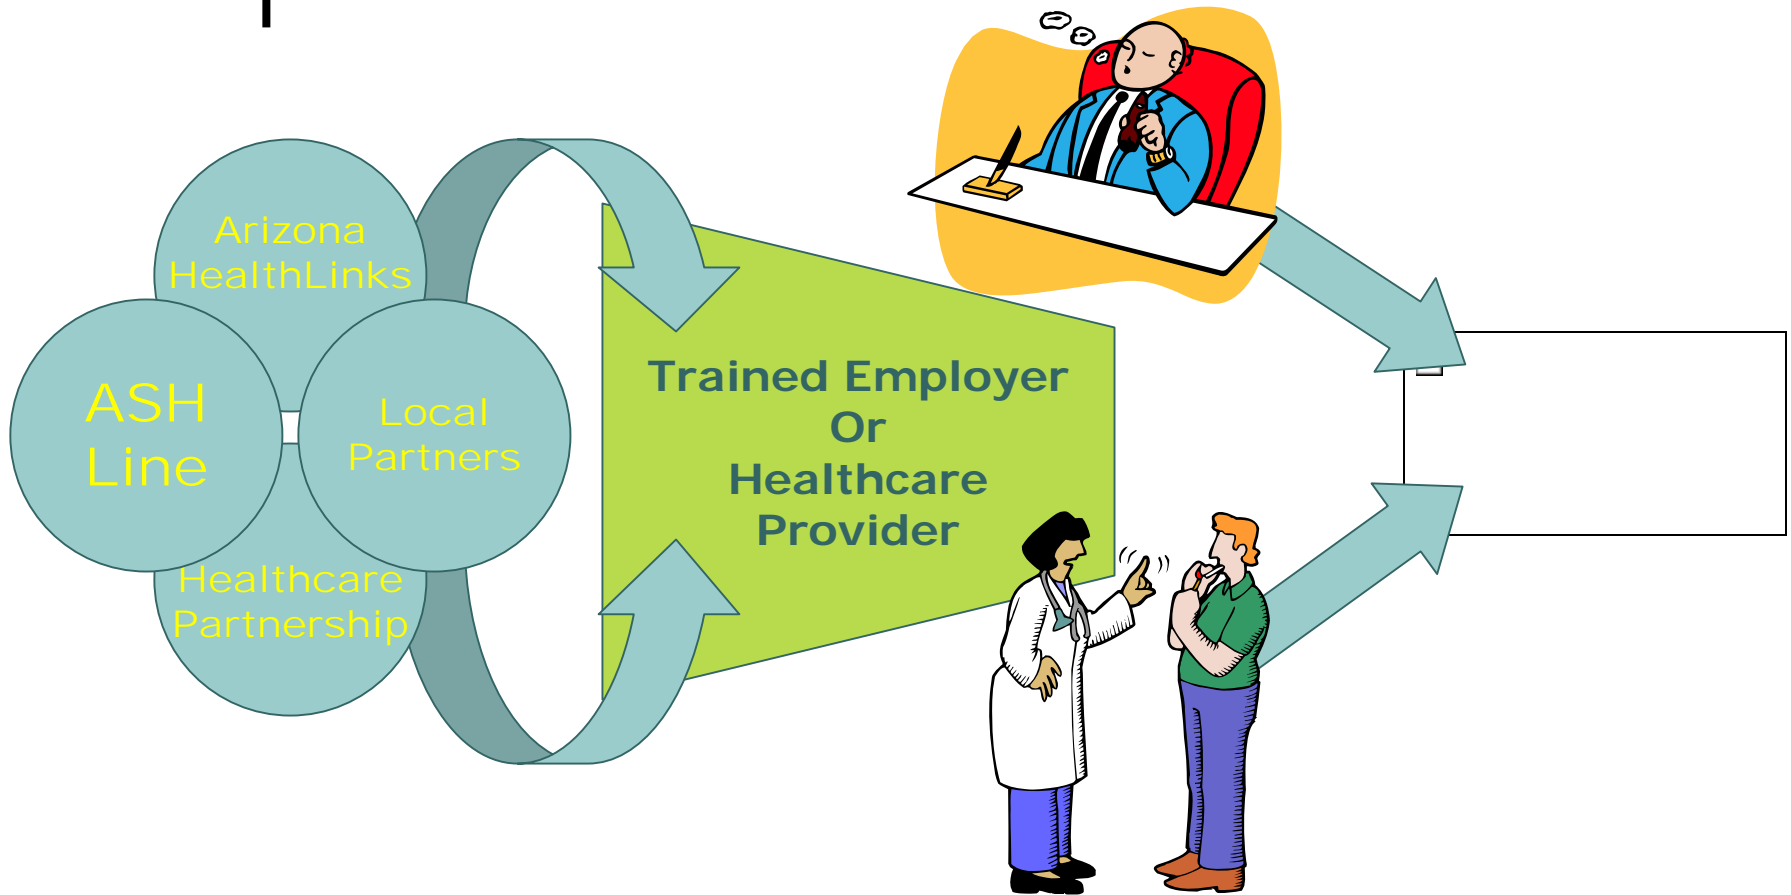 Arizona
HealthLinks
ASH
Line
Local
Partners
Healthcare
Partnership
Trained Employer
Or
Healthcare
Provider